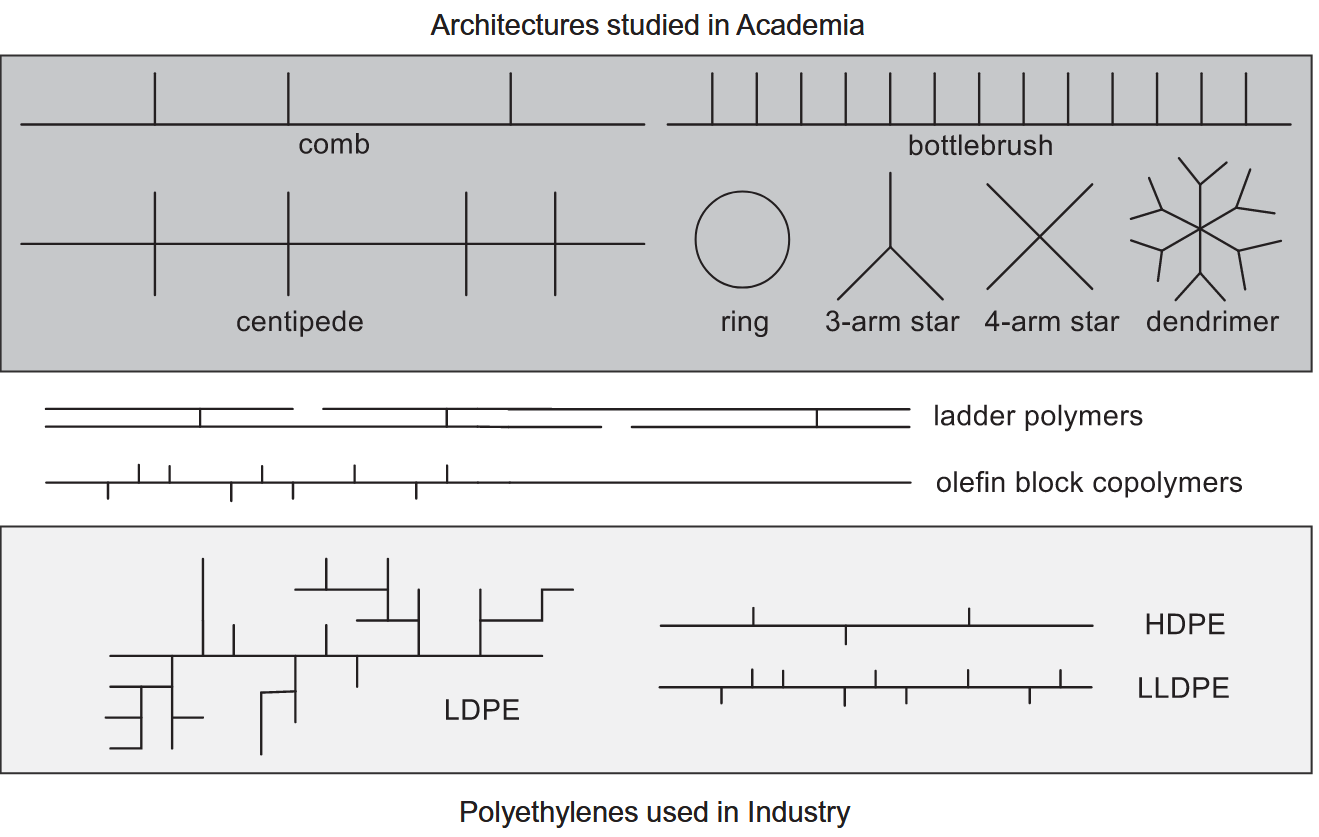 Architectures studied in Academia
comb
bottlebrush
centipede
ring
3-arm star
4-arm star
dendrimer
ladder polymers
olefin block copolymers
LDPE
HDPE
LLDPE
Polyethylenes used in Industry